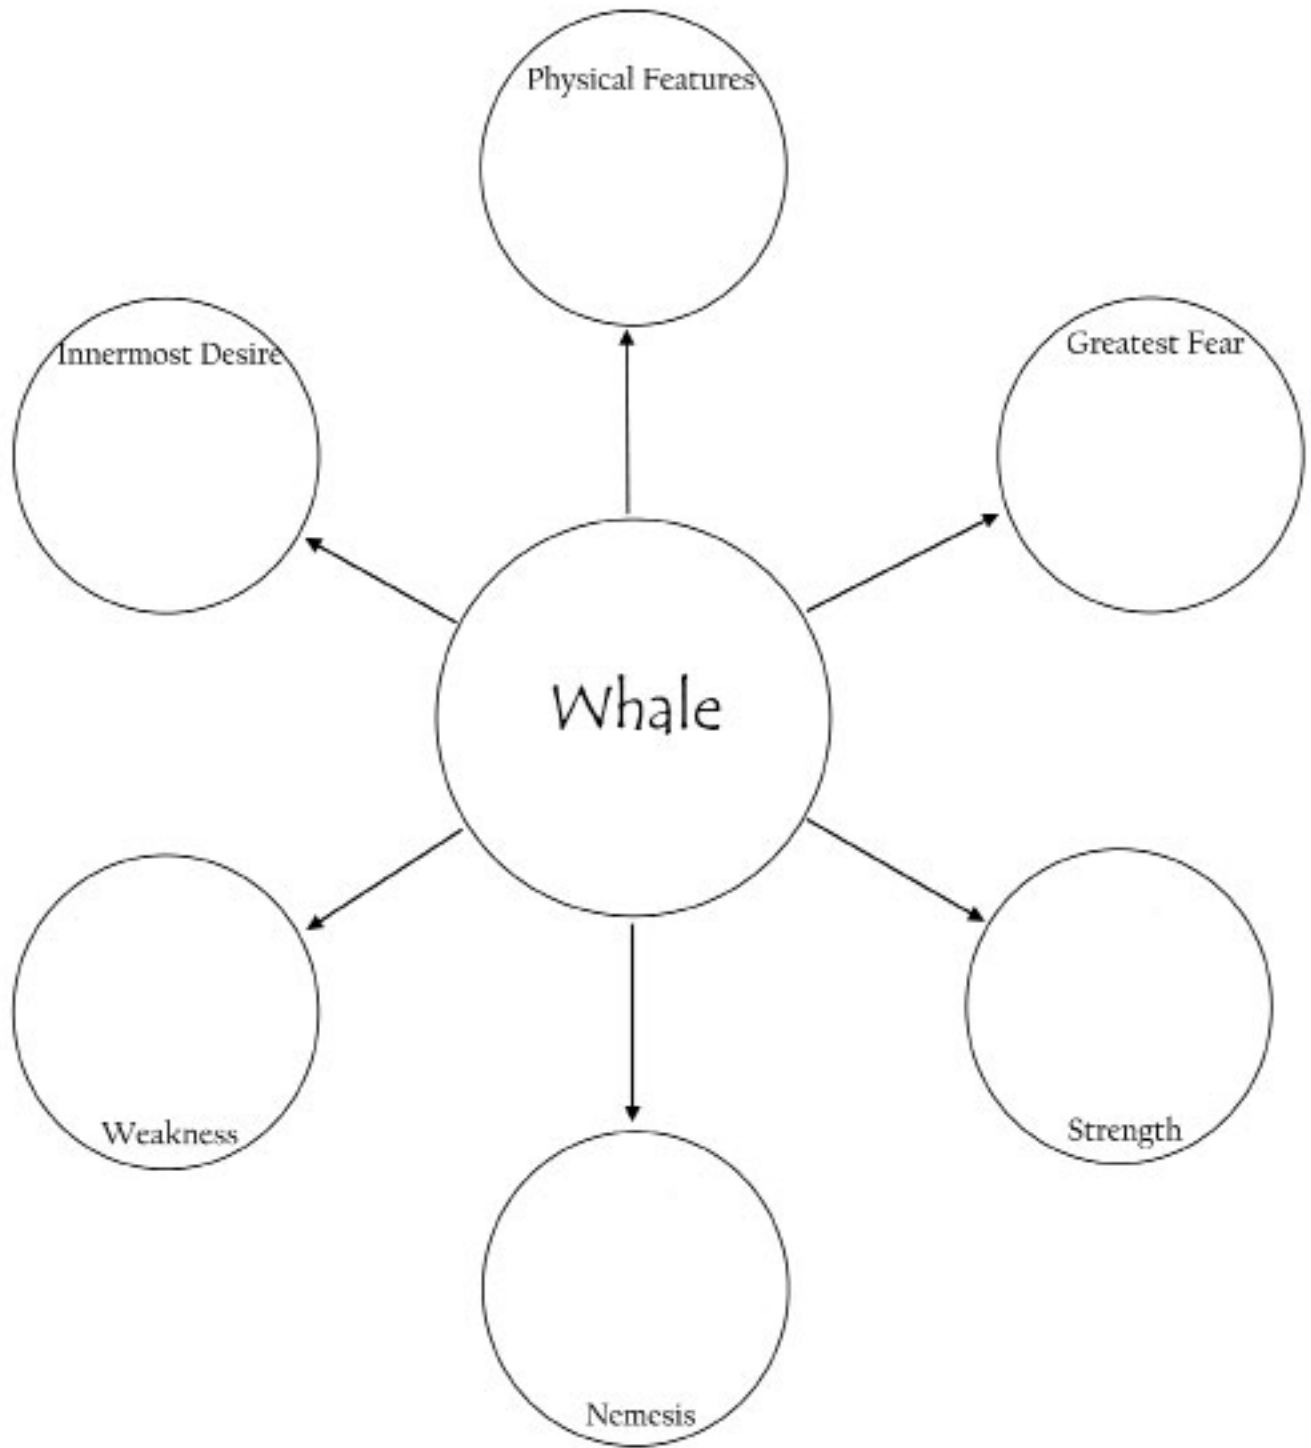 Physical Features
Innermost Desire
Greatest Fear
Whale
Weakness
Strength
Nemesis